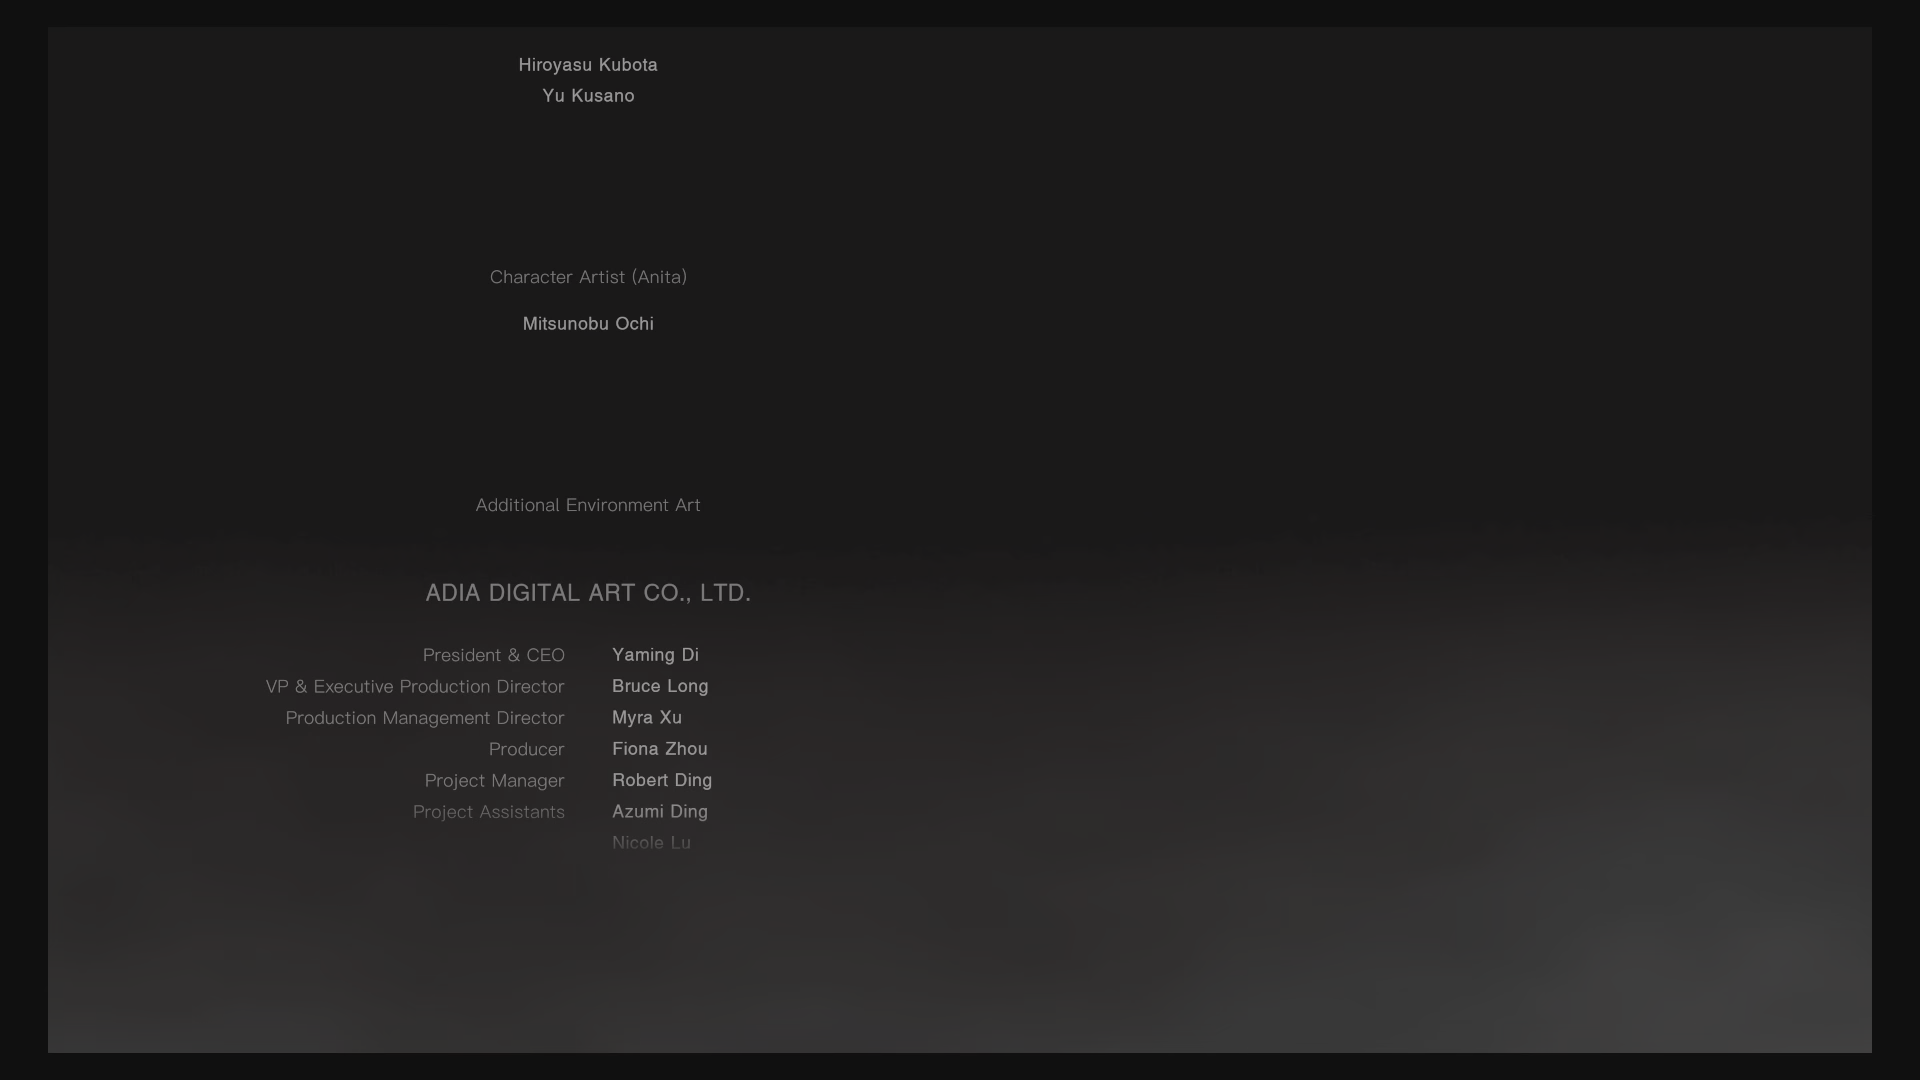 Hiroyasu Kubota
Yu Kusano
Character Artist (Anita)
Mitsunobu Ochi
Additional Environment Art
ADIA DIGITAL ART CO., LTD.
President & CEO Yaming Di
VP & Executive Production Director Bruce Long
Production Management Director Myra Xu
Producer Fiona Zhou
Project Manager Robert Ding
Project Assistants Azumi Ding
Nicole Lu